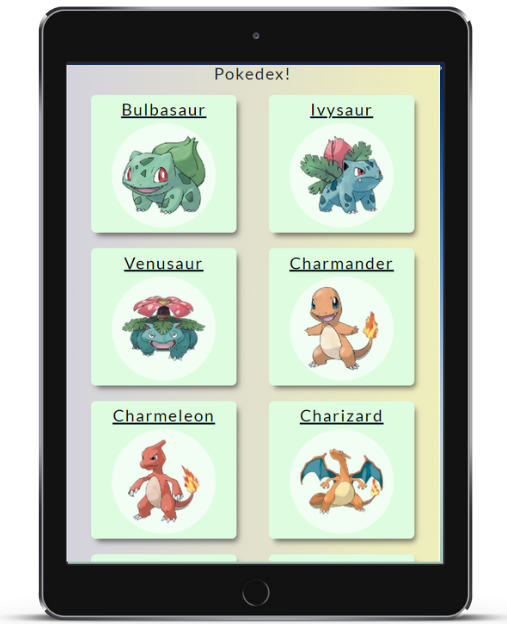 Pokedex!
Bulbasaur
Ivysaur
Venusaur
Charmander
Charmeleon
Charizard